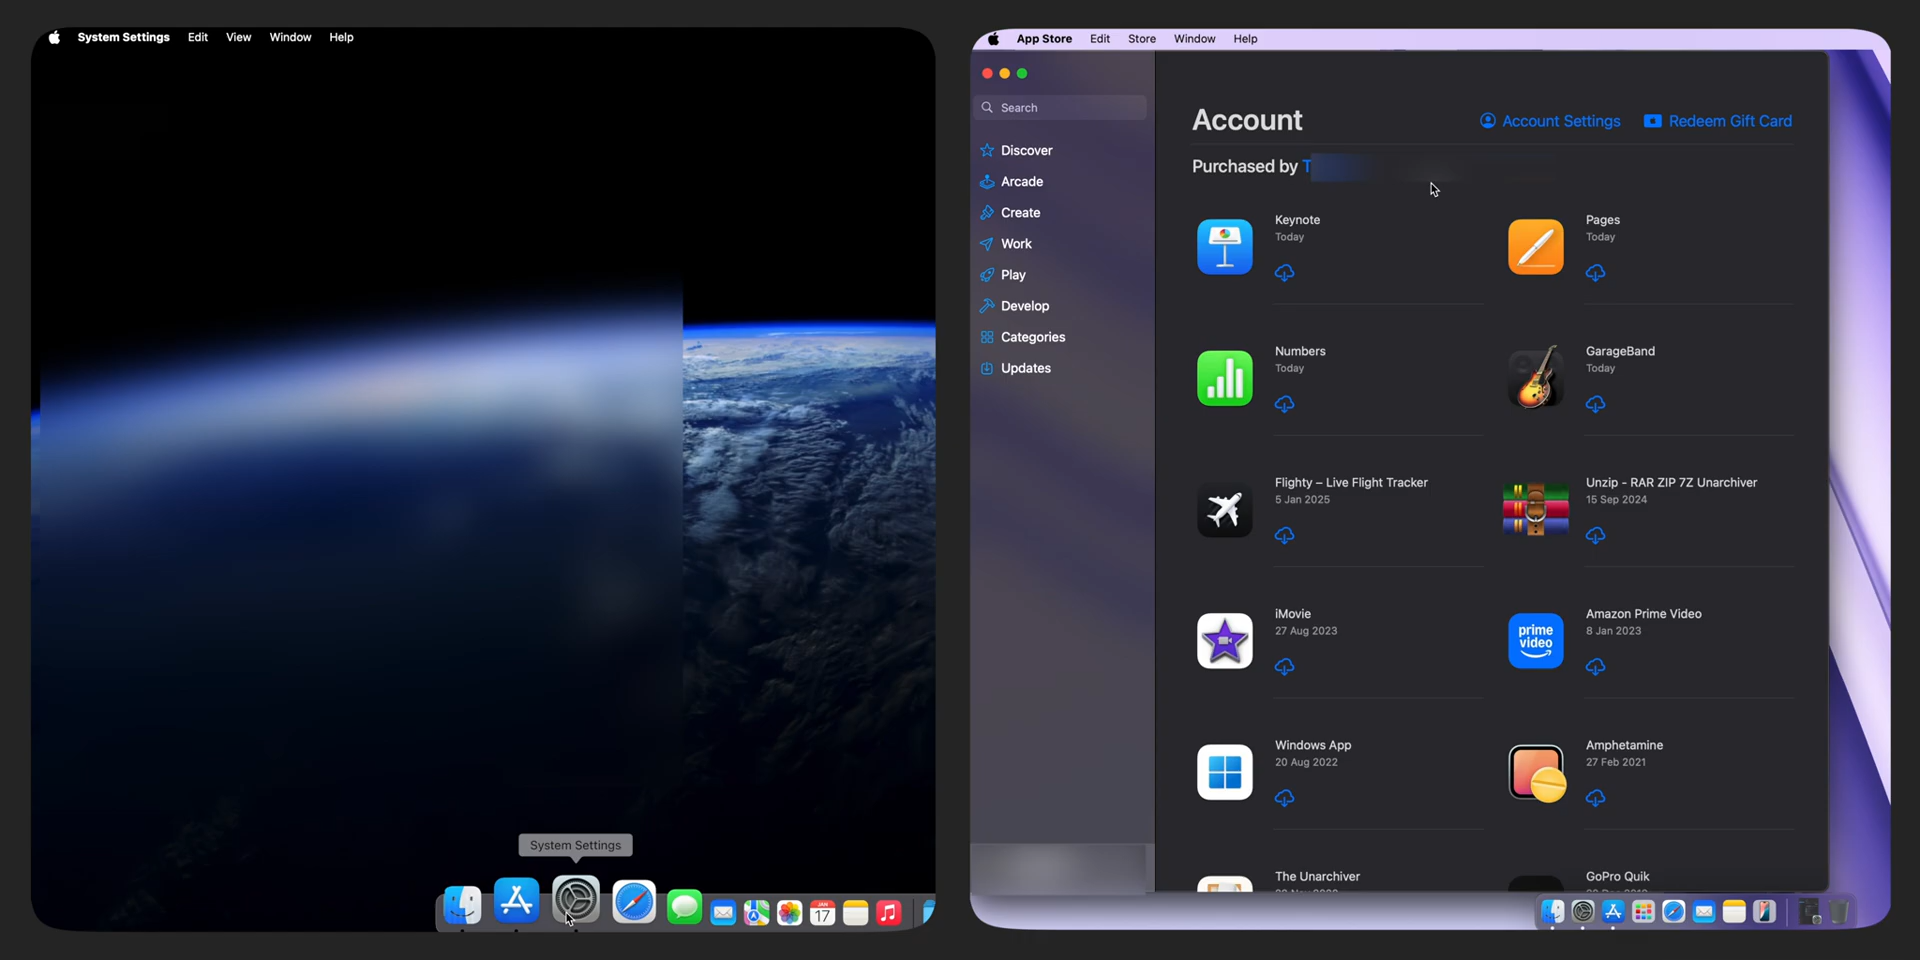 System Settings Edit View Window Help
System Settings
JAN
17
App Store Edit Store Window Help
Search
Discover
Arcade
Create
Work
Play
Develop
Categories
Updates
Account
Account Settings
Redeem Gift Card
Purchased by T
Keynote
Today
Pages
Today
Numbers
Today
GarageBand
Today
Flighty – Live Flight Tracker
5 Jan 2025
Unzip - RAR ZIP 7Z Unarchiver
15 Sep 2024
iMovie
27 Aug 2023
prime
video
Amazon Prime Video
8 Jan 2023
Windows App
20 Aug 2022
Amphetamine
27 Feb 2021
The Unarchiver
GoPro Quik